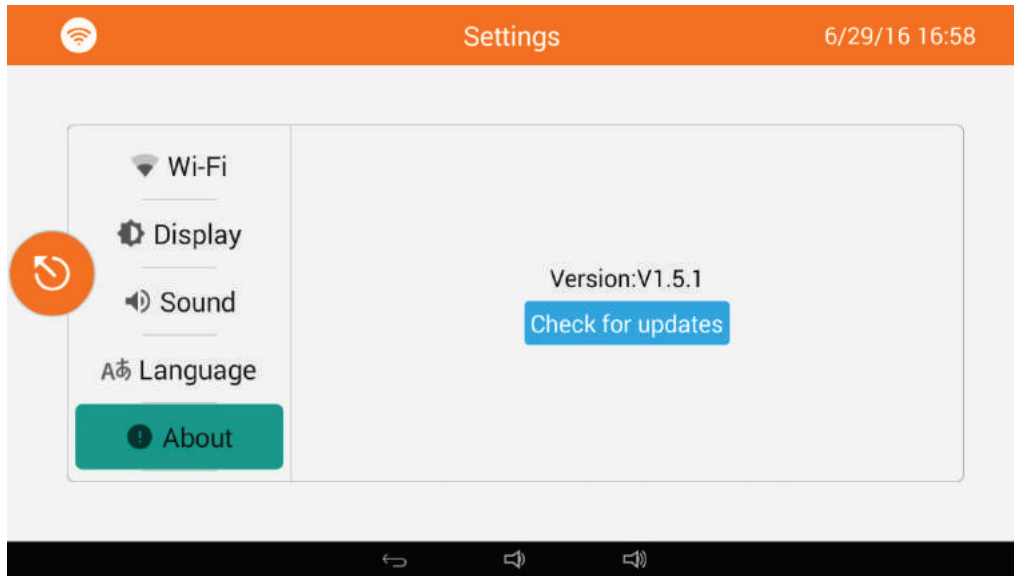 Settings
6/29/16 16:58
Wi-Fi
Display
Sound
Aあ Language
About
Version:V1.5.1
Check for updates